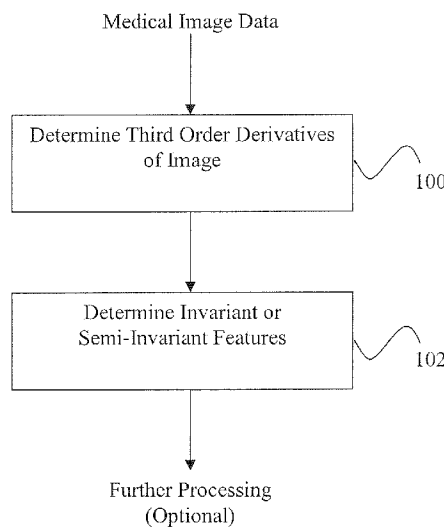 Medical Image Data
Determine Third Order Derivatives
of Image
100
Determine Invariant or
Semi-Invariant Features
102
Further Processing
(Optional)